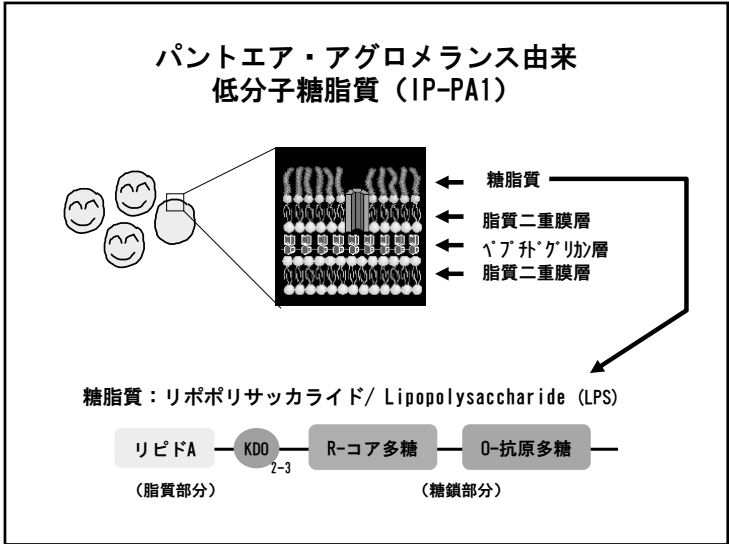 パントエア・アグロメランス由来
低分子糖脂質（IP-PA1）
糖脂質
脂質二重膜層
ﾍﾟﾌﾟﾁﾄﾞｸﾞﾘｶﾝ層
脂質二重膜層
糖脂質：リポポリサッカライド/ Lipopolysaccharide (LPS)
リピドA KDO 2-3 R-コア多糖 O-抗原多糖
（脂質部分） （糖鎖部分）